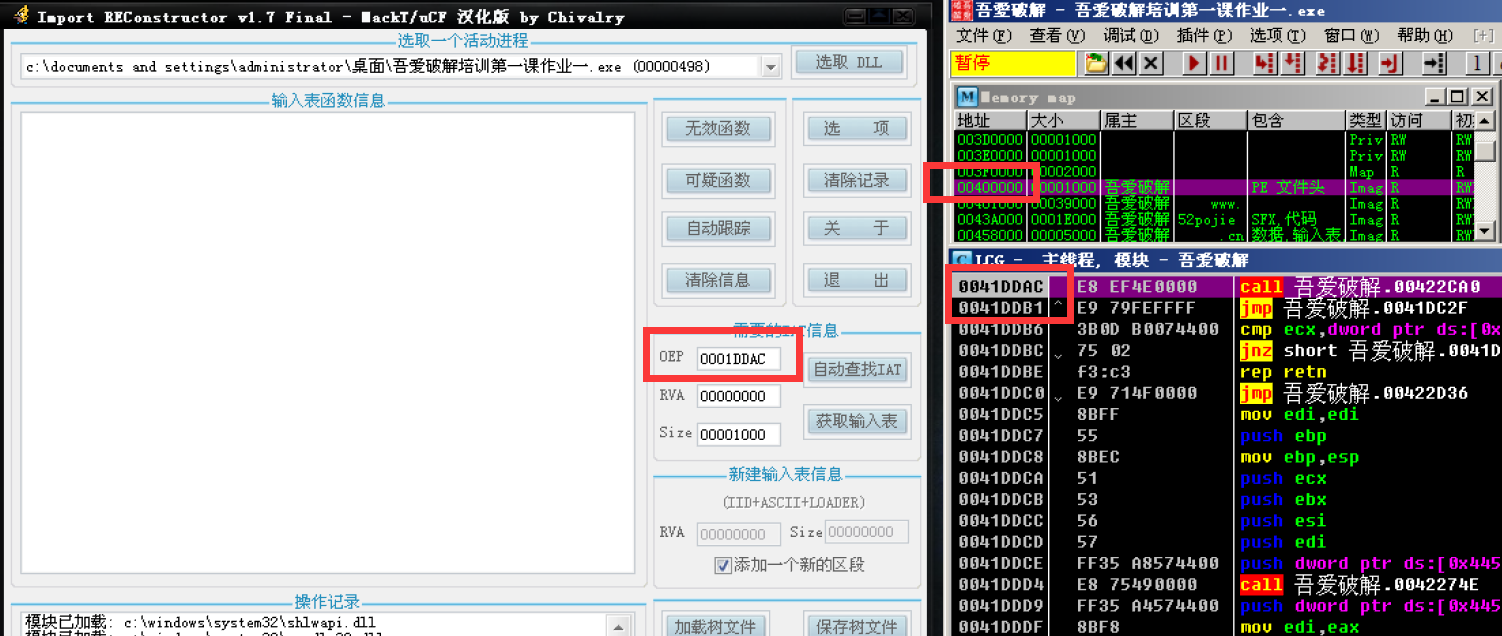 Import REConstructor v1.7 Final - MackT/uCF 汉化版 by Chivalry
选取一个活动进程
c:\documents and settings\administrator\桌面\吾爱破解培训第一课作业一.exe (00000498)
选取 DLL
输入表函数信息
无效函数
选 项
可疑函数
清除记录
自动跟踪
关 于
清除信息
退 出
需要的IAT信息
OEP 0001DDAC
自动查找IAT
RVA 00000000
获取输入表
Size 00001000
新建输入表信息
(IID+ASCII+LOADER)
RVA 00000000 Size 00000000
添加一个新的区段
操作记录
模块已加载: c:\windows\system32\shlwapi.dll
加载树文件
保存树文件
吾爱破解 - 吾爱破解培训第一课作业一.exe
文件(F) 查看(V) 调试(D) 插件(P) 选项(T) 窗口(W) 帮助(H) [+]
暂停
M Memory map
地址 大小 属主 区段 包含 类型 访问
003D0000 00001000 Priv RW RW
003E0000 00001000 Priv RW RW
003F0000 00002000 Map R R
00400000 00001000 吾爱破解 PE 文件头 Imag R RW
00401000 00039000 吾爱破解 www. Imag R RW
0043A000 0001E000 吾爱破解 52pojie SFX,代码 Imag R RW
00458000 00005000 吾爱破解 .cn 数据,输入表 Imag R RW
C LCG - 主线程, 模块 - 吾爱破解
0041DDAC E8 EF4E0000 call 吾爱破解.00422CA0
0041DDB1 ^ E9 79FEFFFF jmp 吾爱破解.0041DC2F
0041DDB6 3B0D B0074400 cmp ecx,dword ptr ds:[0x
0041DDBC 75 02 jnz short 吾爱破解.0041D
0041DDBE f3:c3 rep retn
0041DDC0 E9 714F0000 jmp 吾爱破解.00422D36
0041DDC5 8BFF mov edi,edi
0041DDC7 55 push ebp
0041DDC8 8BEC mov ebp,esp
0041DDCA 51 push ecx
0041DDCB 53 push ebx
0041DDCC 56 push esi
0041DDCD 57 push edi
0041DDCE FF35 A8574400 push dword ptr ds:[0x445
0041DDD4 E8 75490000 call 吾爱破解.0042274E
0041DDD9 FF35 A4574400 push dword ptr ds:[0x445
0041DDDF 8BF8 mov edi,eax